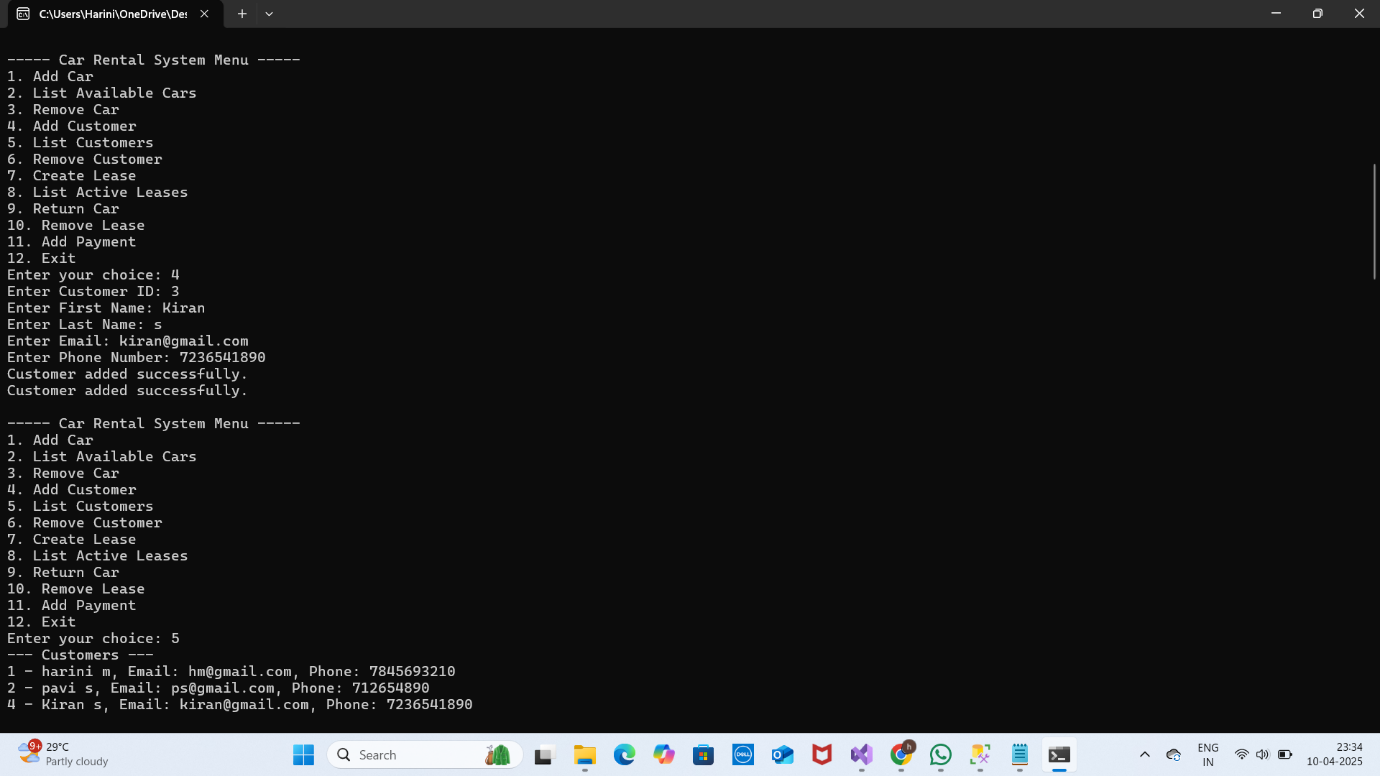 C:\Users\Harini\OneDrive\Des
----- Car Rental System Menu -----
1. Add Car
2. List Available Cars
3. Remove Car
4. Add Customer
5. List Customers
6. Remove Customer
7. Create Lease
8. List Active Leases
9. Return Car
10. Remove Lease
11. Add Payment
12. Exit
Enter your choice: 4
Enter Customer ID: 3
Enter First Name: Kiran
Enter Last Name: s
Enter Email: kiran@gmail.com
Enter Phone Number: 7236541890
Customer added successfully.
Customer added successfully.
----- Car Rental System Menu -----
1. Add Car
2. List Available Cars
3. Remove Car
4. Add Customer
5. List Customers
6. Remove Customer
7. Create Lease
8. List Active Leases
9. Return Car
10. Remove Lease
11. Add Payment
12. Exit
Enter your choice: 5
--- Customers ---
1 - harini m, Email: hm@gmail.com, Phone: 7845693210
2 - pavi s, Email: ps@gmail.com, Phone: 712654890
4 - Kiran s, Email: kiran@gmail.com, Phone: 7236541890
9+
29°C
Partly cloudy
Search
DELL
h
ENG
IN
23:34
10-04-2025